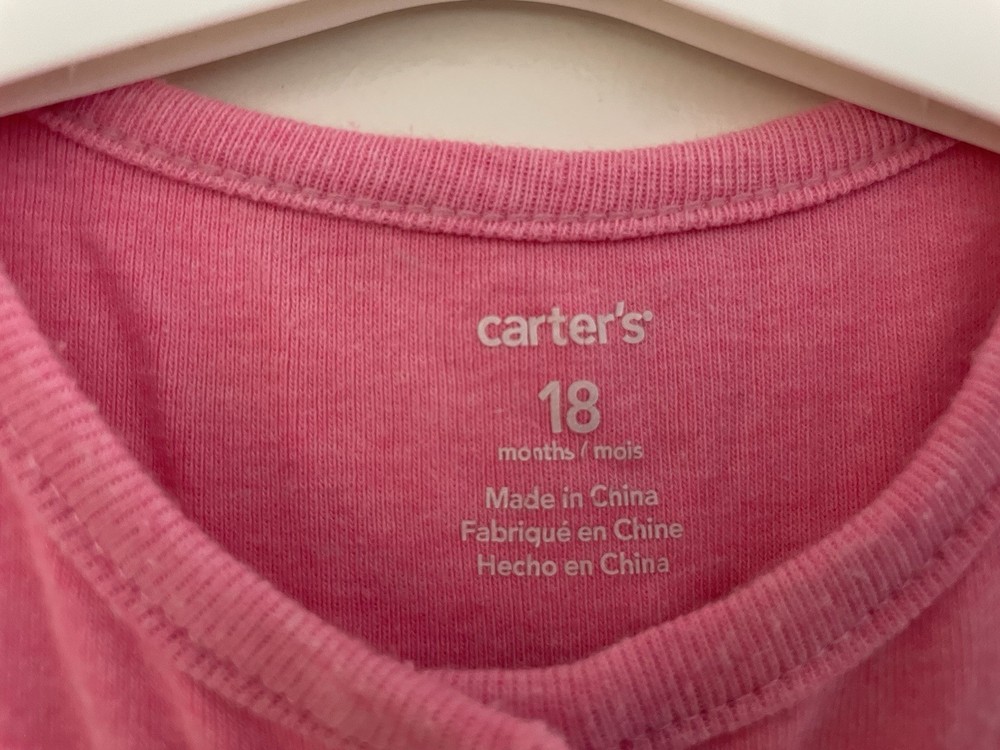 carter's
18
months / mois
Made in China
Fabriqué en Chine
Hecho en China